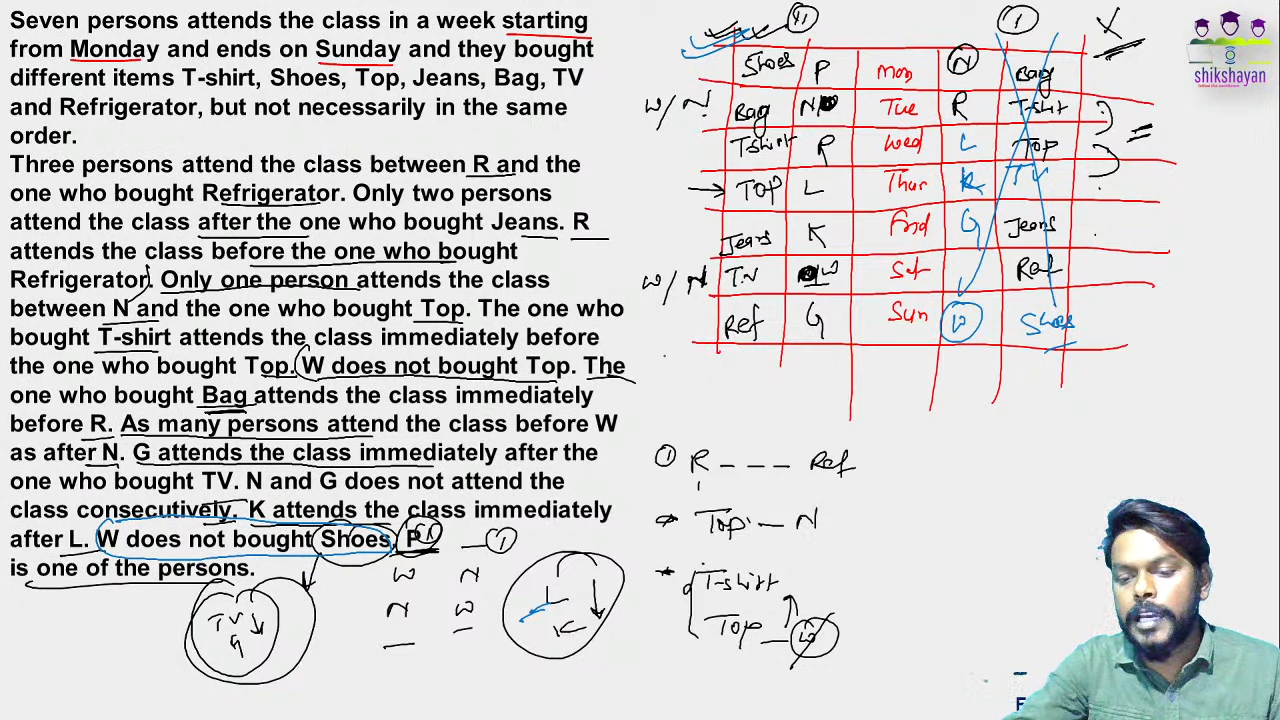 Seven persons attends the class in a week starting
from Monday and ends on Sunday and they bought
different items T-shirt, Shoes, Top, Jeans, Bag, TV
and Refrigerator, but not necessarily in the same
order.
Three persons attend the class between R and the
one who bought Refrigerator. Only two persons
attend the class after the one who bought Jeans. R
attends the class before the one who bought
Refrigerator. Only one person attends the class
between N and the one who bought Top. The one who
bought T-shirt attends the class immediately before
the one who bought Top. W does not bought Top. The
one who bought Bag attends the class immediately
before R. As many persons attend the class before W
as after N. G attends the class immediately after the
one who bought TV. N and G does not attend the
class consecutively. K attends the class immediately
after L. W does not bought Shoes. P
is one of the persons.
shikshayan
Shoes P Mon N Bag
W/N Bag N Tue R T-shirt
T-shirt R Wed L Top
Top L Thur K TV
Jeans K G Jeans
W/N T.V W Sat Ref
Ref G Sun W Shoes
① R _ _ _ Ref
Top _ N
T-shirt
Top _ W
W N
N W
TV
G
L
K